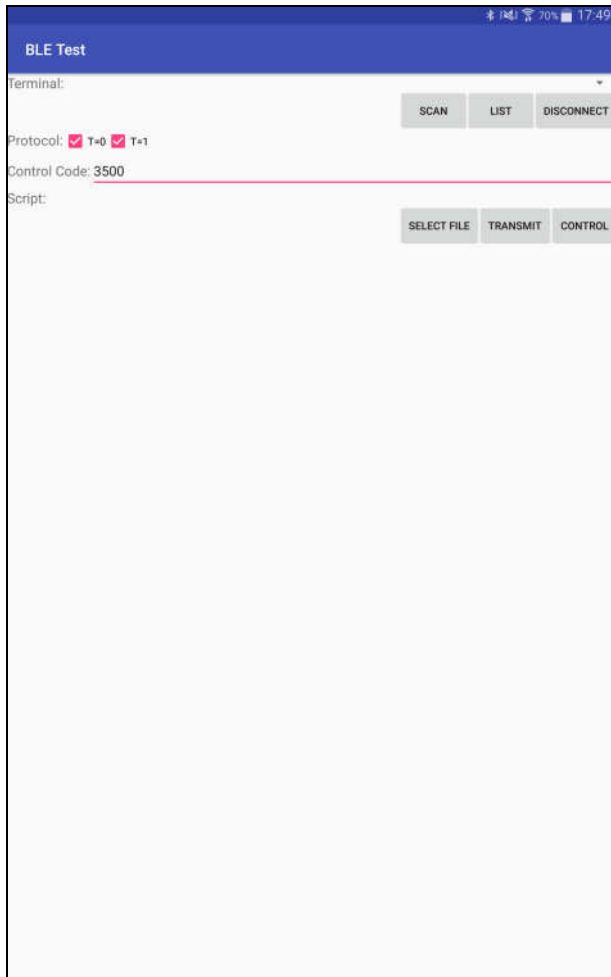 70% 17:49
BLE Test
Terminal:
SCAN LIST DISCONNECT
Protocol: T=0 T=1
Control Code: 3500
Script:
SELECT FILE TRANSMIT CONTROL